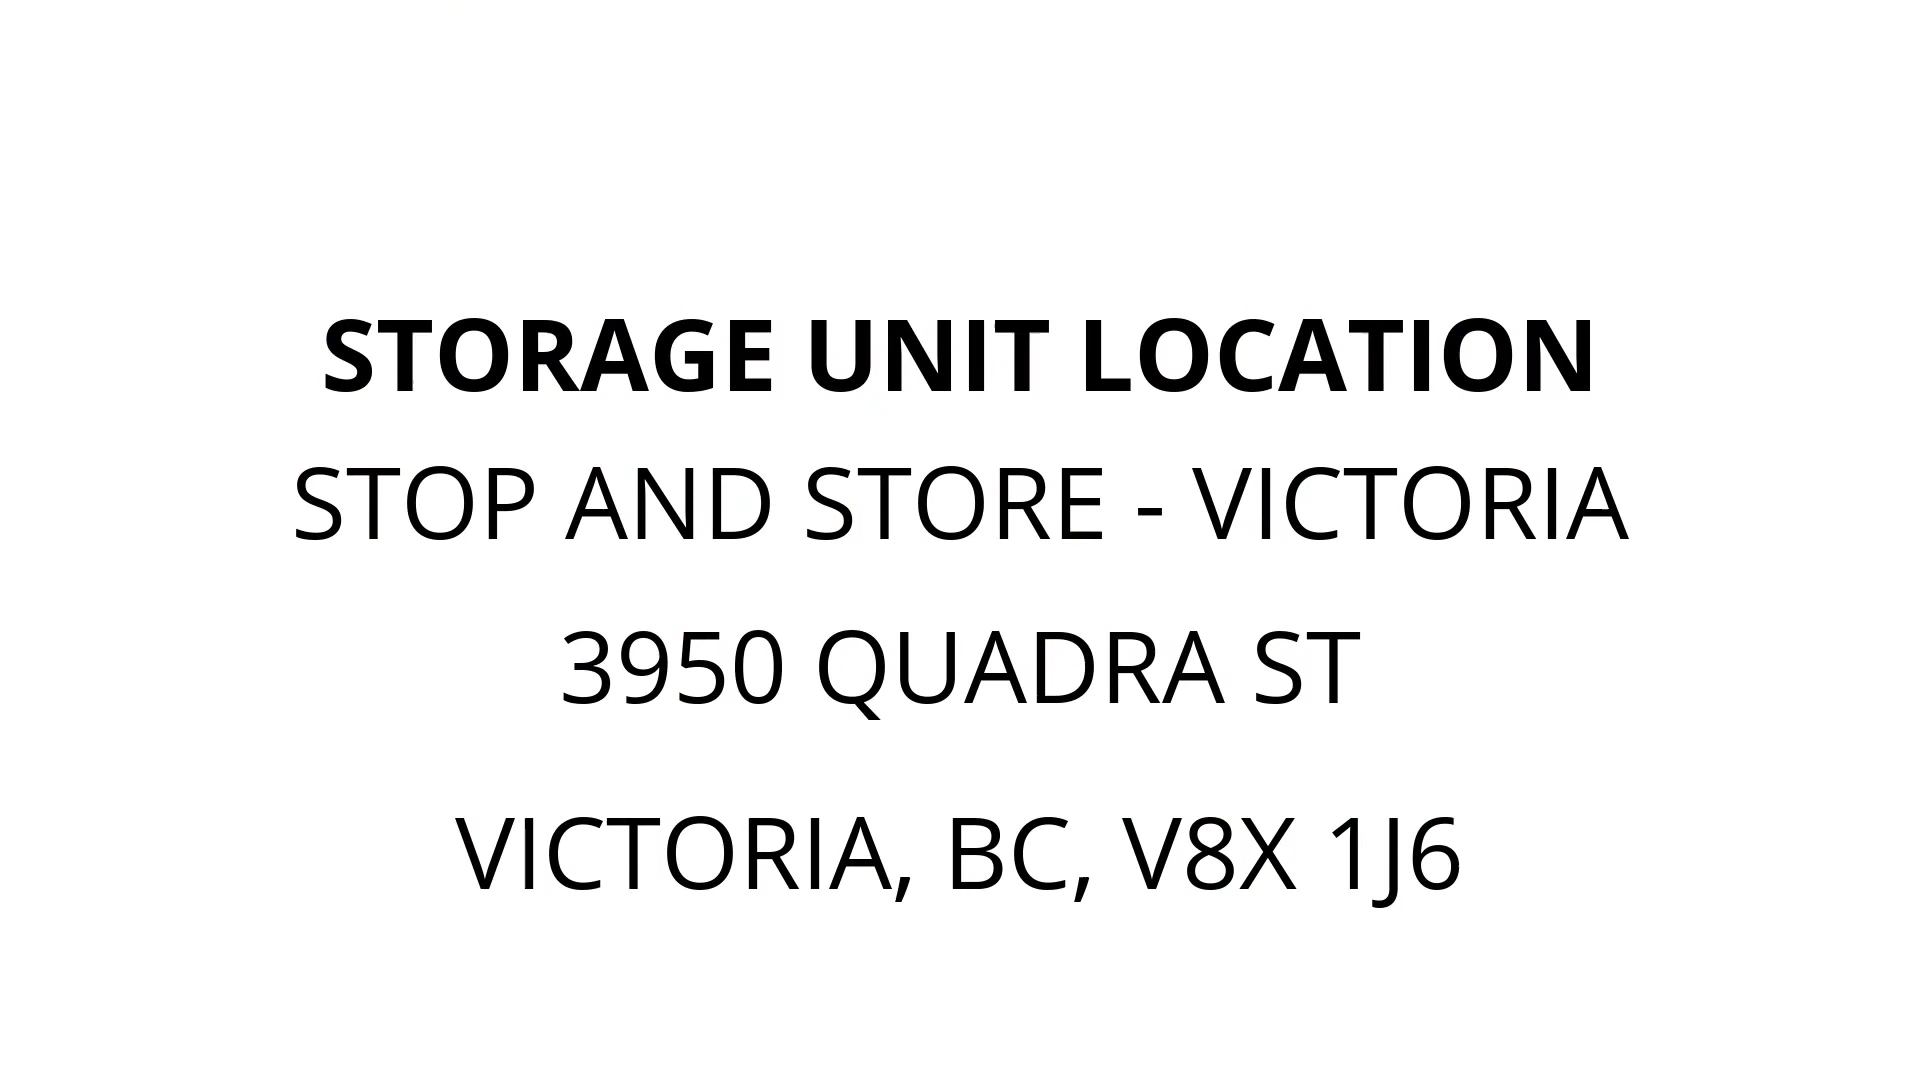 STORAGE UNIT LOCATION
STOP AND STORE - VICTORIA
3950 QUADRA ST
VICTORIA, BC, V8X 1J6